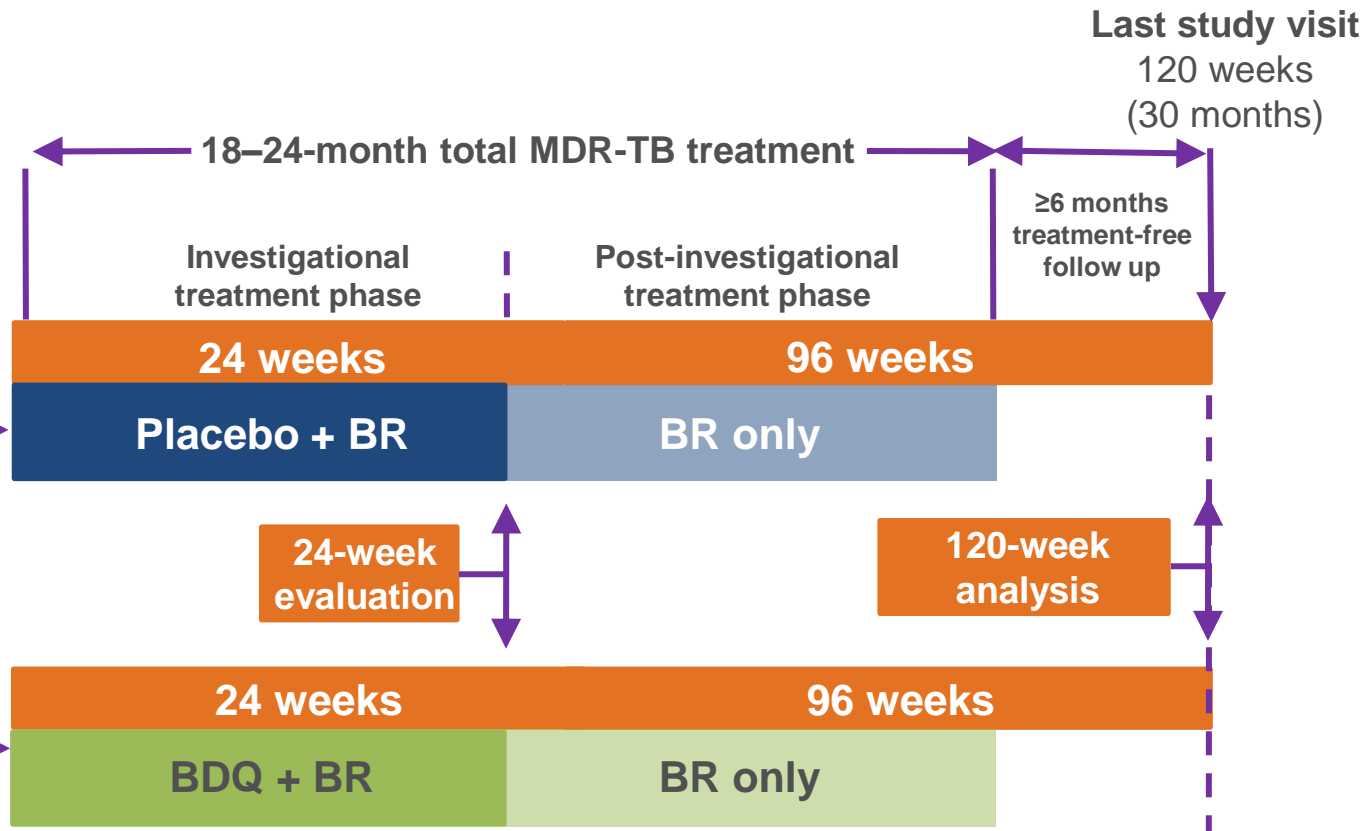 Last study visit
120 weeks
(30 months)
18–24-month total MDR-TB treatment
≥6 months
treatment-free
follow up
Investigational
treatment phase
Post-investigational
treatment phase
24 weeks
96 weeks
Placebo + BR
BR only
24-week
evaluation
120-week
analysis
24 weeks
96 weeks
BDQ + BR
BR only